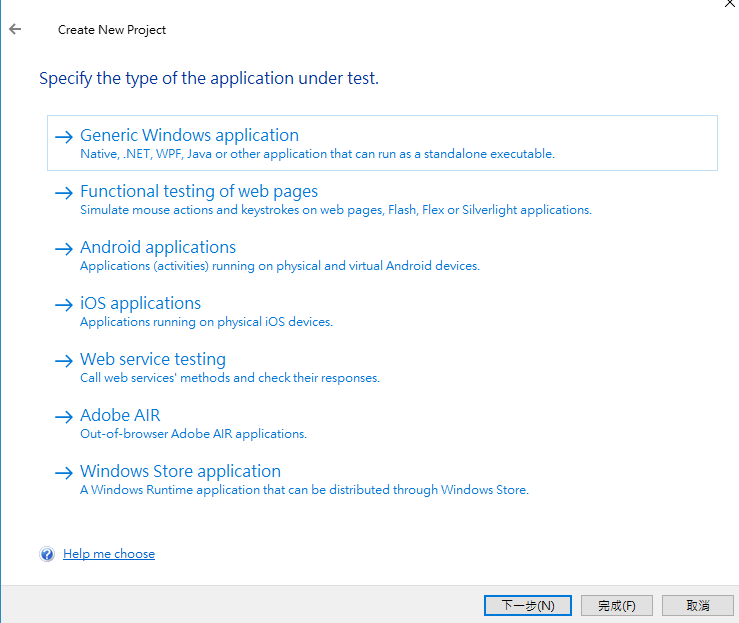 Create New Project
Specify the type of the application under test.
Generic Windows application
Native, .NET, WPF, Java or other application that can run as a standalone executable.
Functional testing of web pages
Simulate mouse actions and keystrokes on web pages, Flash, Flex or Silverlight applications.
Android applications
Applications (activities) running on physical and virtual Android devices.
iOS applications
Applications running on physical iOS devices.
Web service testing
Call web services' methods and check their responses.
Adobe AIR
Out-of-browser Adobe AIR applications.
Windows Store application
A Windows Runtime application that can be distributed through Windows Store.
Help me choose
下一步(N) 完成(F) 取消